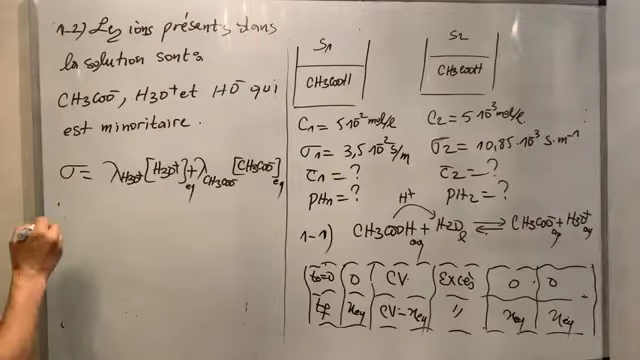 1-2) Les ions présents dans
la solution sont:
CH3COO⁻, H3O⁺ et HO⁻ qui
est minoritaire.
σ = λH3O⁺ [H3O⁺]eq + λCH3COO⁻ [CH3COO⁻]eq
S1
CH3COOH
S2
CH3COOH
C1 = 5·10⁻² mol/l
C2 = 5·10⁻³ mol/l
σ1 = 3,5·10⁻² S/m
σ2 = 10,85·10⁻³ S·m⁻¹
τ1 = ?
τ2 = ?
pH1 = ?
pH2 = ?
H⁺
1-1) CH3COOH aq + H2O l ⇌ CH3COO⁻ aq + H3O⁺ aq
t0=0 0 CV Excès 0 0
tf xeq CV-xeq // xeq xeq